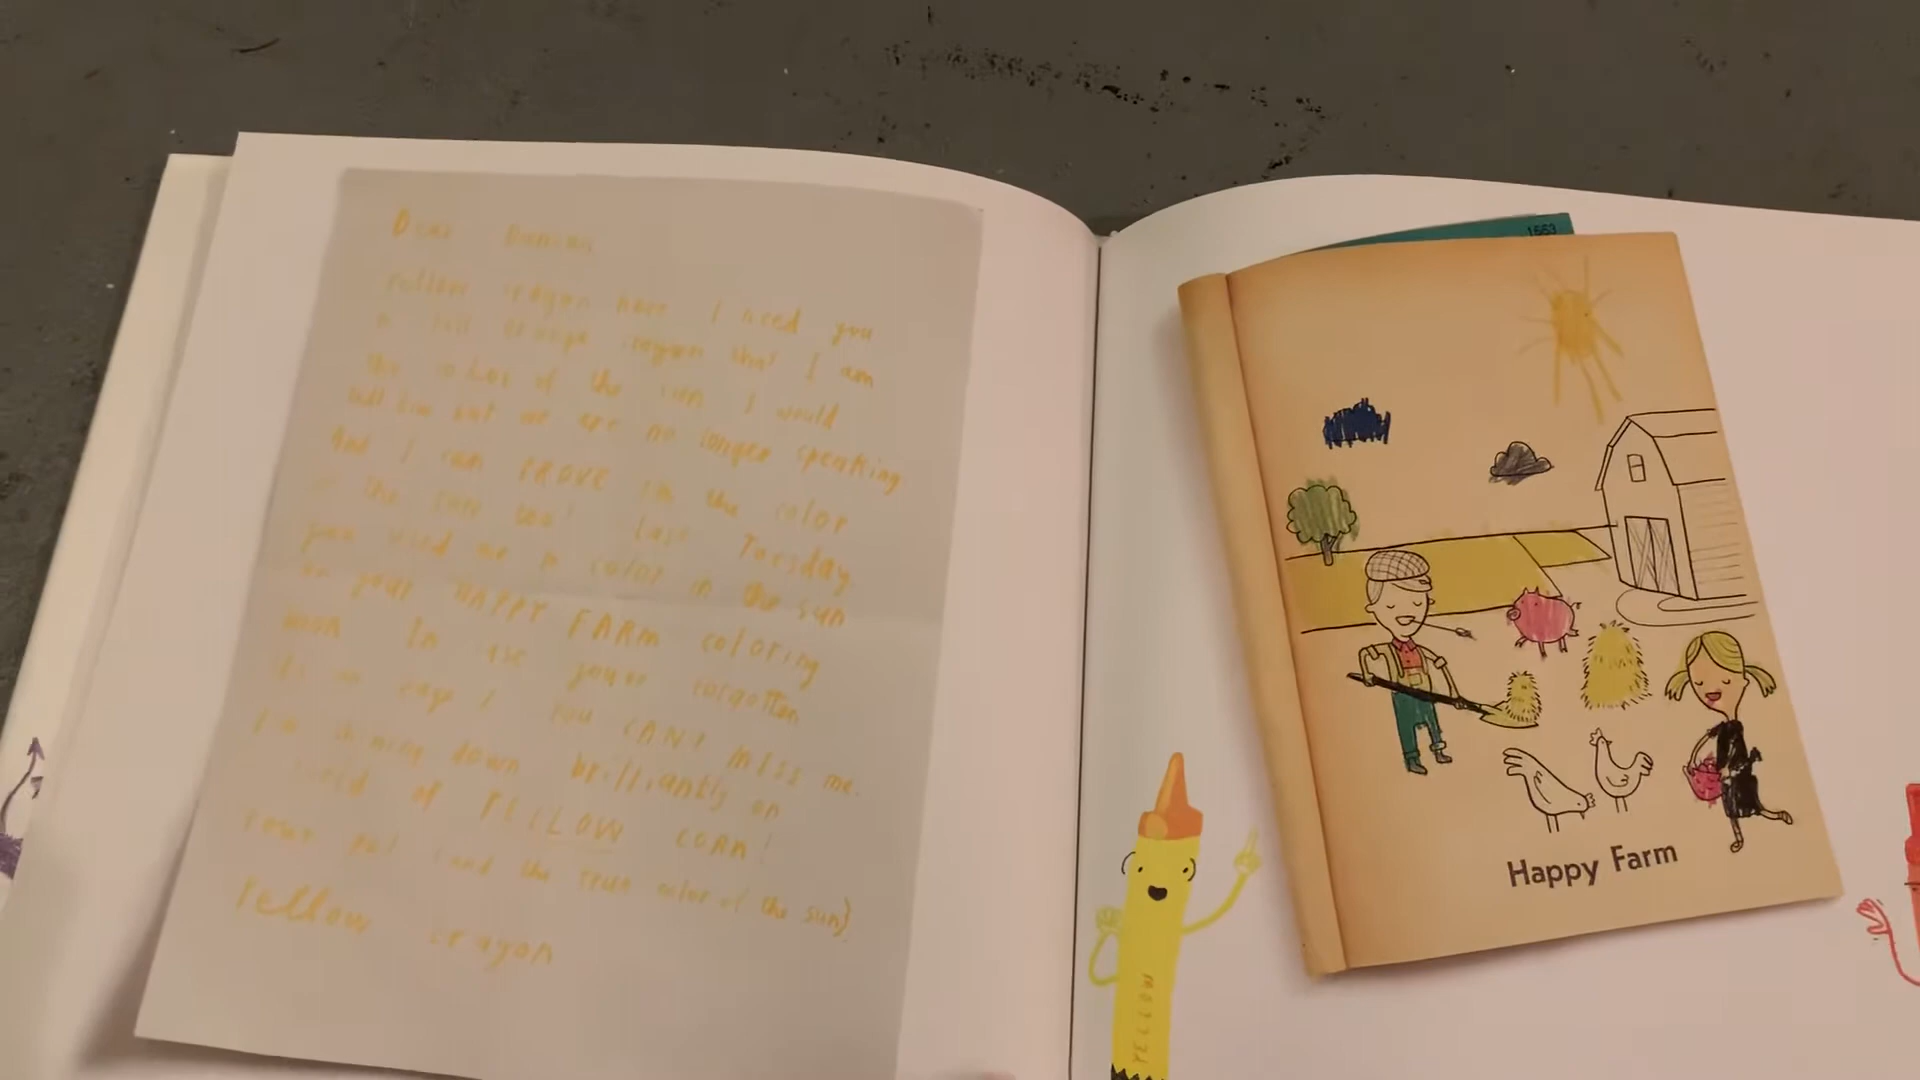 Dear Duncan
Yellow crayon here I need you
to tell orange crayon that I am
the color of the sun I would
tell him but we are no longer speaking
And I can PROVE I'm the color
of the sun too! Last Tuesday
you used me to color in the sun
on your HAPPY FARM coloring
book In case you've forgotten
it's on page You CAN'T MISS me.
I'm shining down brilliantly on
field of YELLOW CORN!
Your pal (and the true color of the sun)
Yellow crayon
1663
Happy Farm
YELLOW